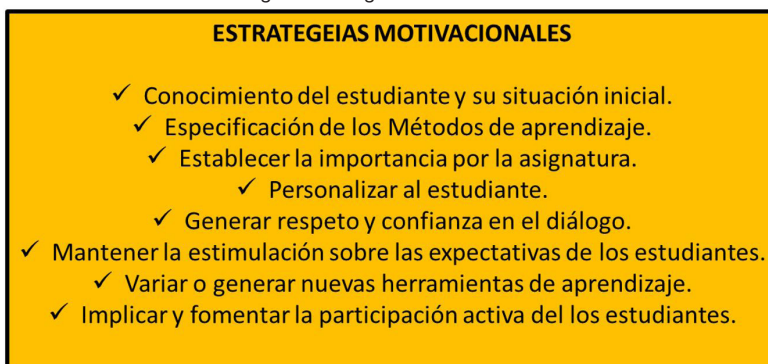 ESTRATEGEIAS MOTIVACIONALES
✓ Conocimiento del estudiante y su situación inicial.
✓ Especificación de los Métodos de aprendizaje.
✓ Establecer la importancia por la asignatura.
✓ Personalizar al estudiante.
✓ Generar respeto y confianza en el diálogo.
✓ Mantener la estimulación sobre las expectativas de los estudiantes.
✓ Variar o generar nuevas herramientas de aprendizaje.
✓ Implicar y fomentar la participación activa del los estudiantes.